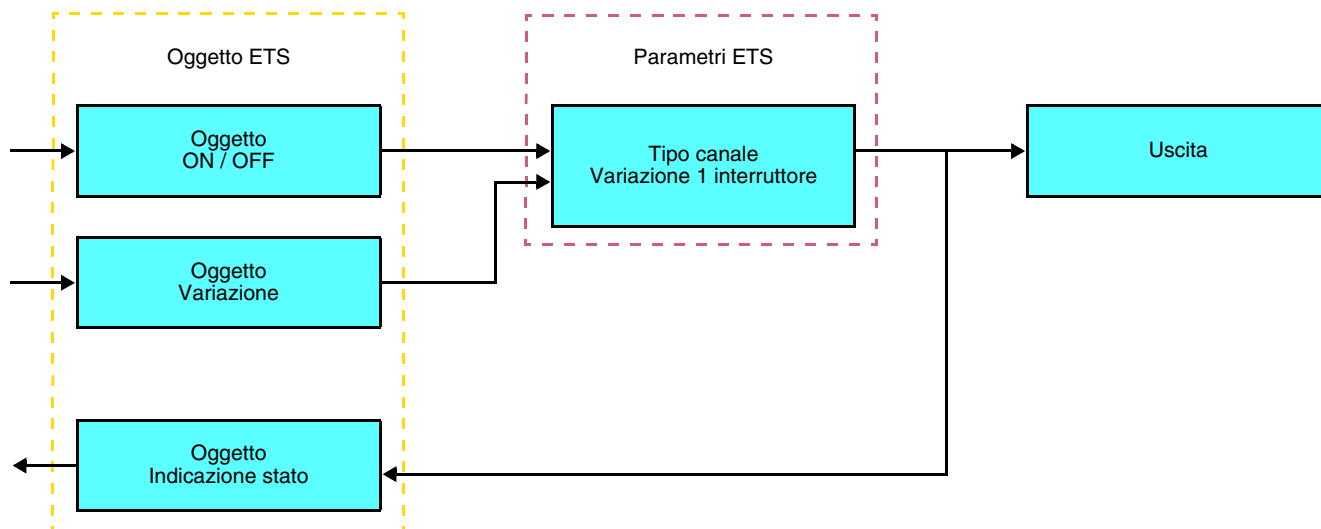 Oggetto ETS
Parametri ETS
Oggetto
ON / OFF
Tipo canale
Variazione 1 interruttore
Uscita
Oggetto
Variazione
Oggetto
Indicazione stato